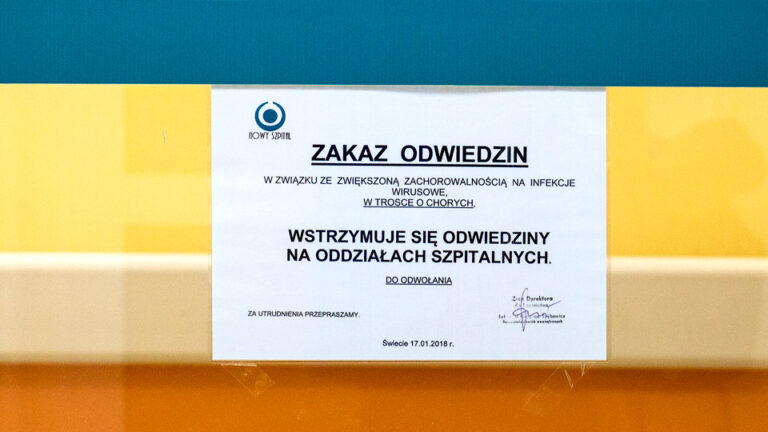 NOWY SZPITAL
ZAKAZ ODWIEDZIN
W ZWIĄZKU ZE ZWIĘKSZONĄ ZACHOROWALNOŚCIĄ NA INFEKCJE
WIRUSOWE,
W TROSCE O CHORYCH,
WSTRZYMUJE SIĘ ODWIEDZINY
NA ODDZIAŁACH SZPITALNYCH.
DO ODWOŁANIA
Dyrektora
ZA UTRUDNIENIA PRZEPRASZAMY.
Świecie 17.01.2018 r.